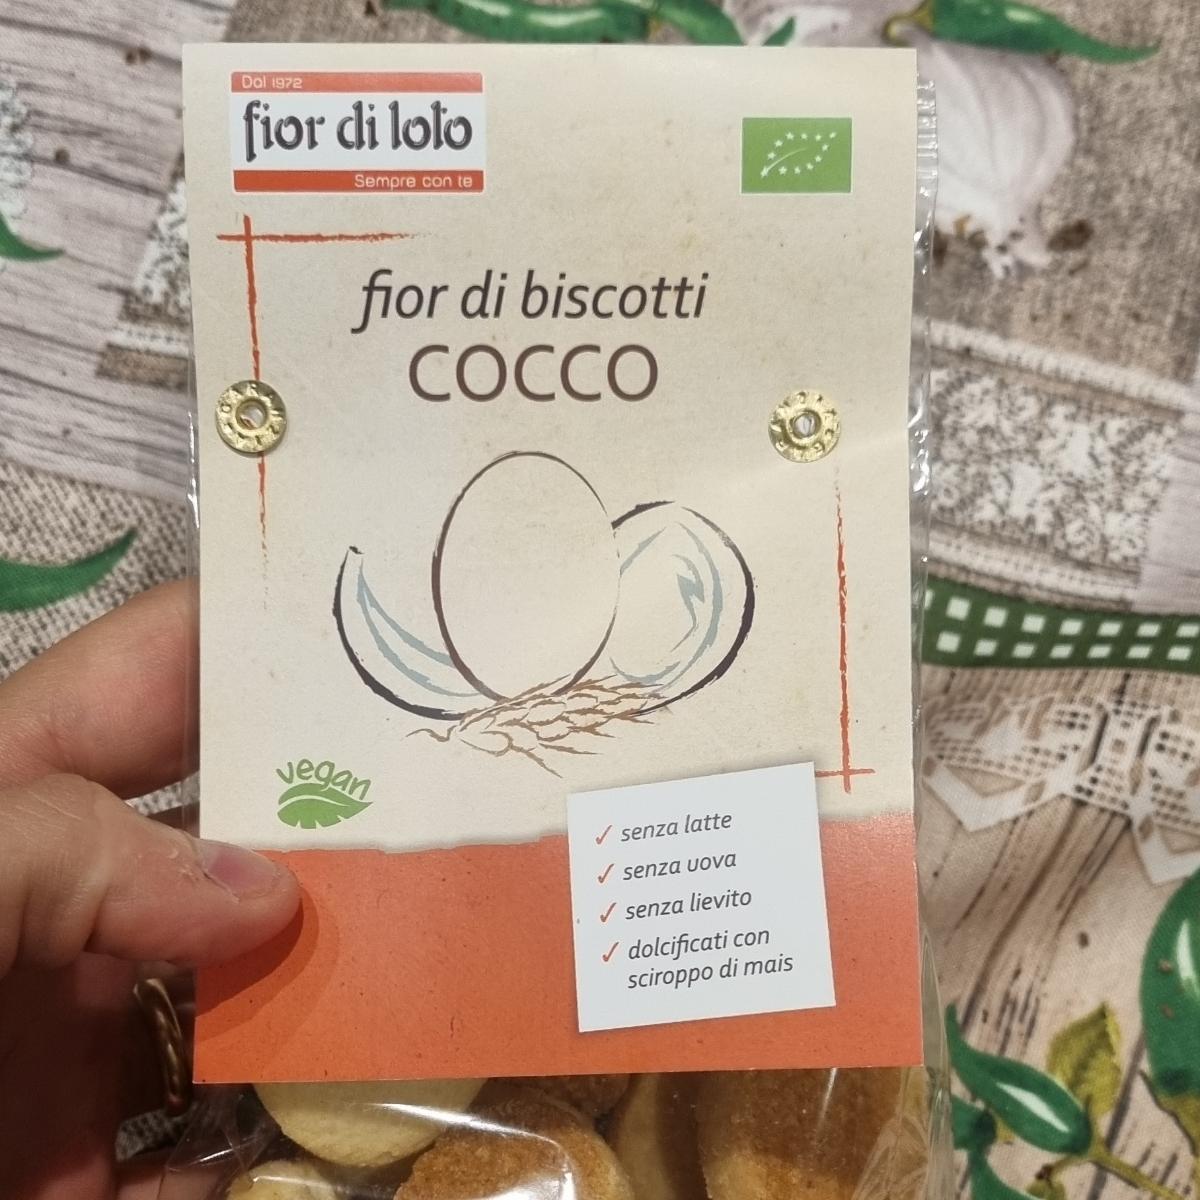 Dal 1972
fior di loto
Sempre con te
fior di biscotti
COCCO
vegan
✓ senza latte
✓ senza uova
✓ senza lievito
✓ dolcificati con
sciroppo di mais